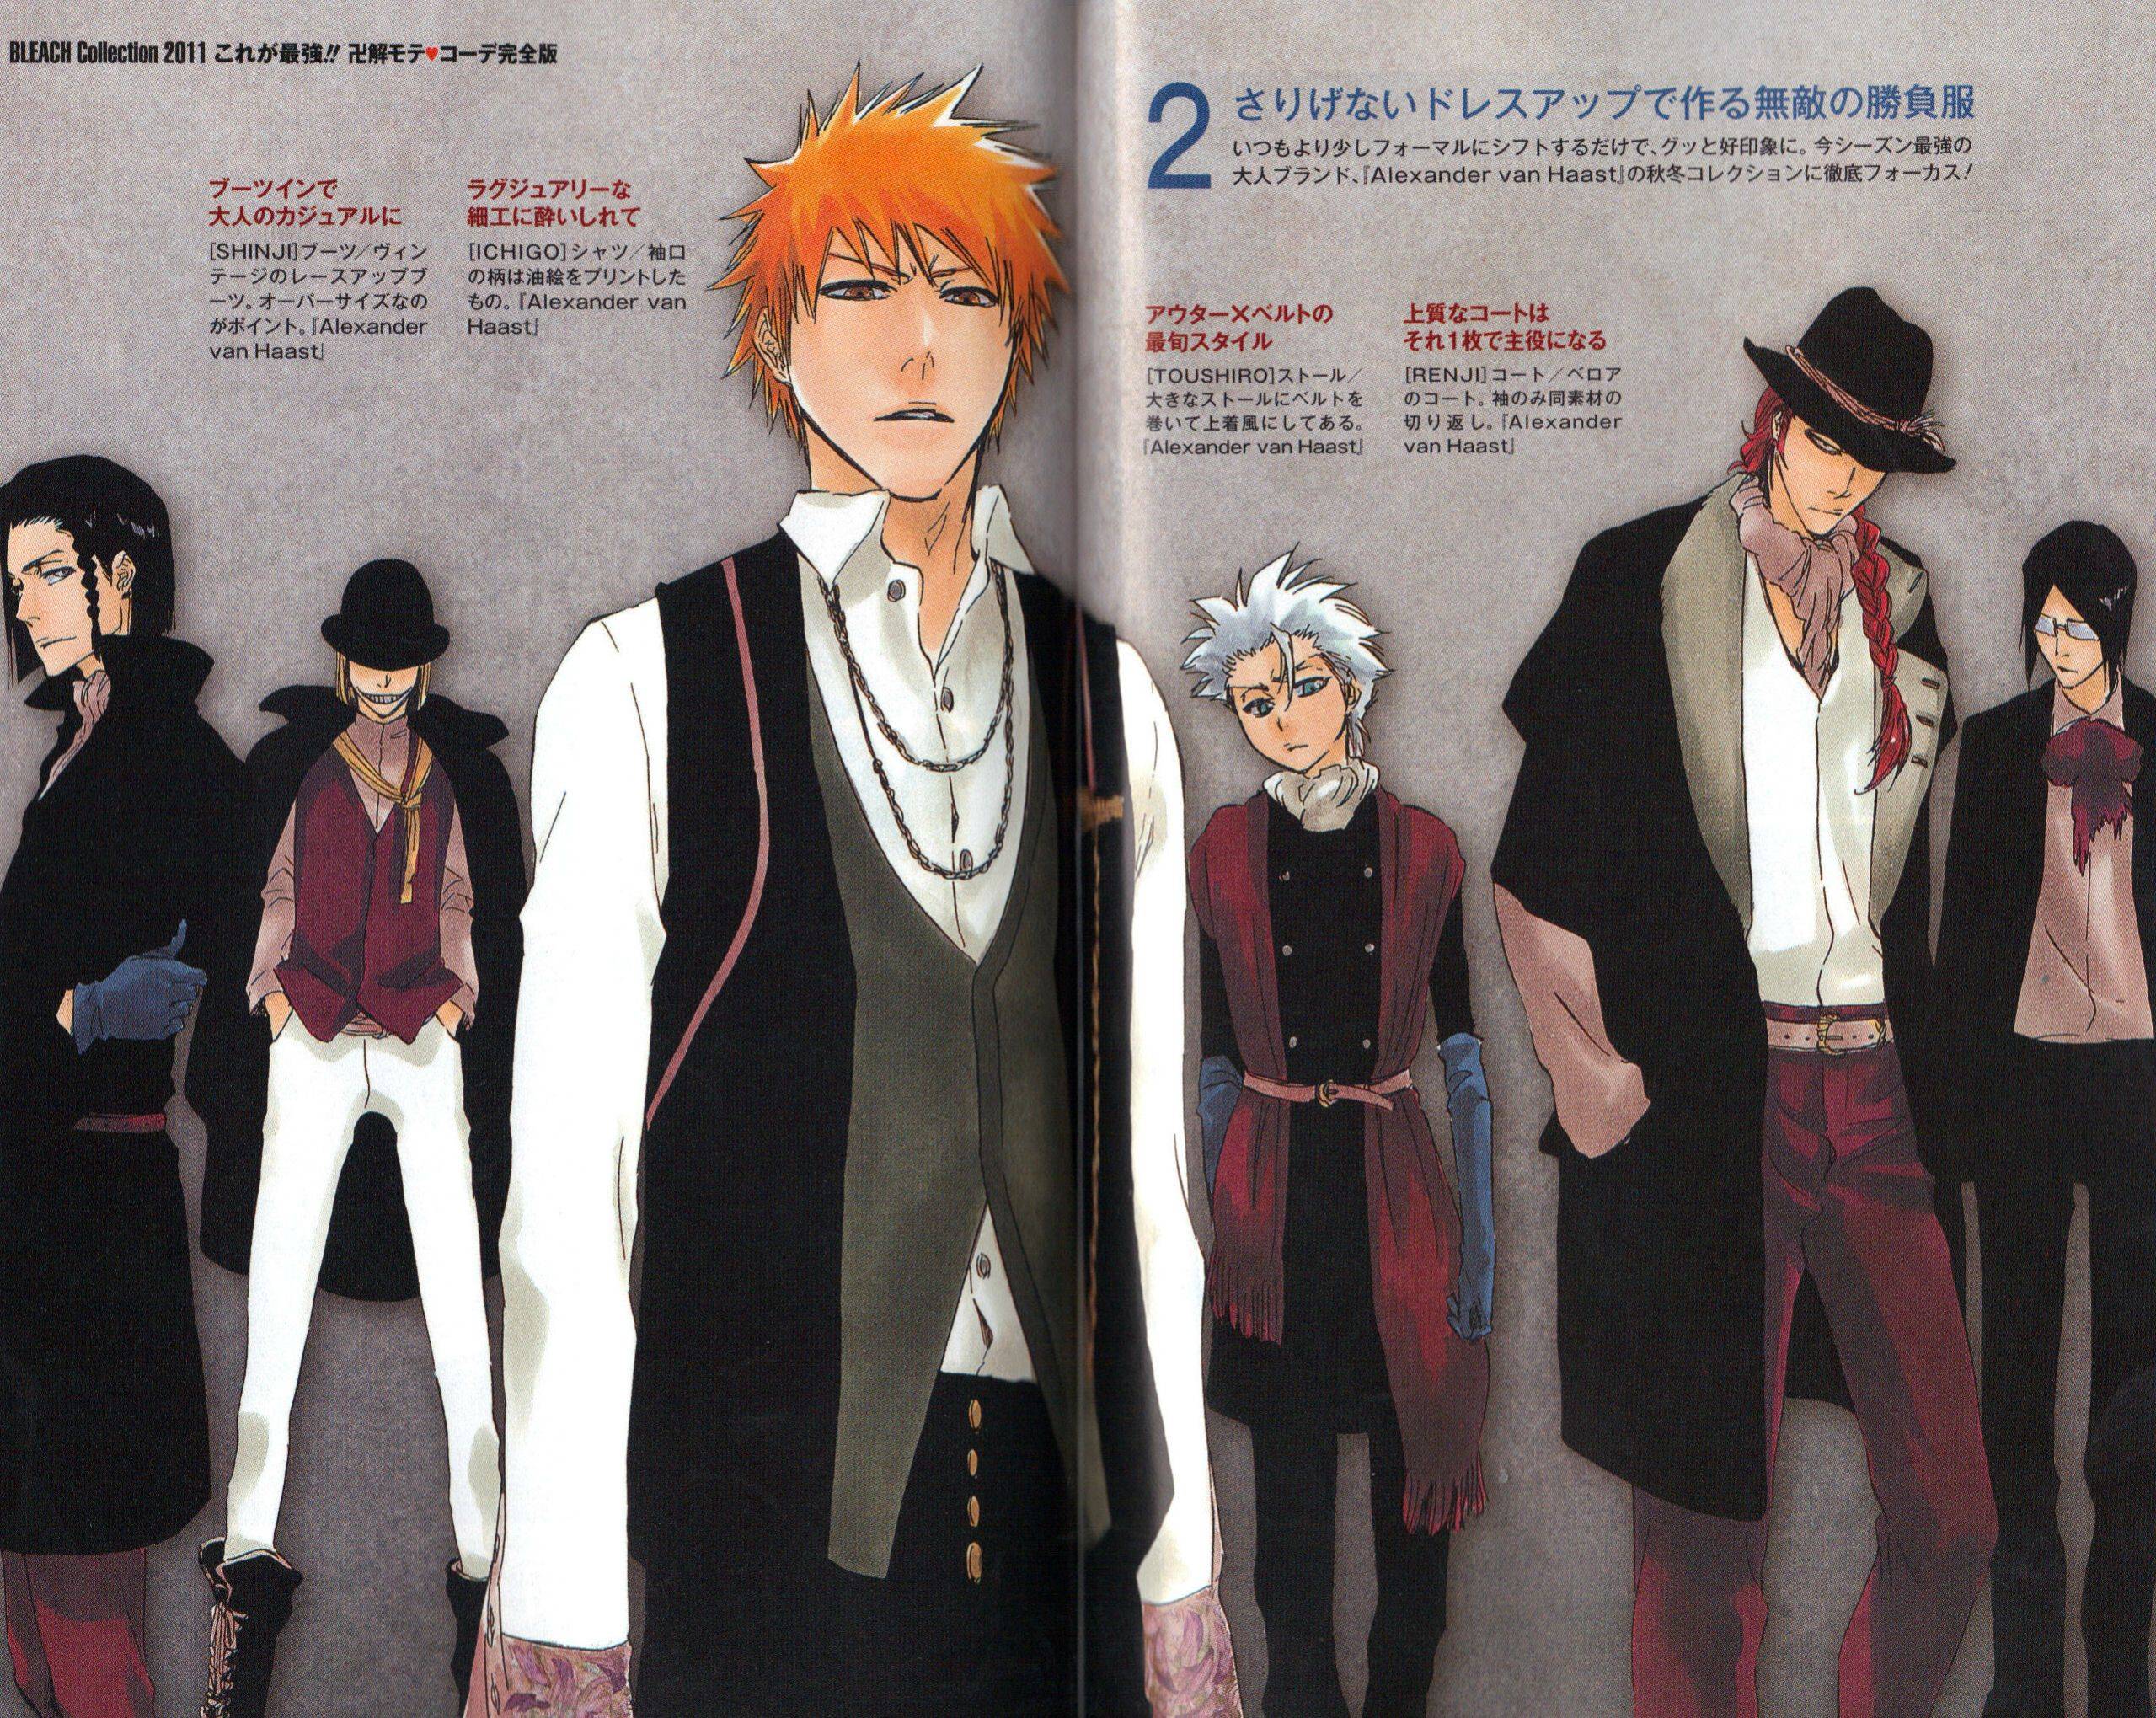 BLEACH Collection 2011 これが最強!! 卍解モテ♥コーデ完全版
ブーツインで
大人のカジュアルに
[SHINJI]ブーツ／ヴィン
テージのレースアップブ
ーツ。オーバーサイズなの
がポイント。『Alexander
van Haast』
ラグジュアリーな
細工に酔いしれて
[ICHIGO]シャツ／袖口
の柄は油絵をプリントした
もの。『Alexander van
Haast』
2 さりげないドレスアップで作る無敵の勝負服
いつもより少しフォーマルにシフトするだけで、グッと好印象に。今シーズン最強の
大人ブランド、『Alexander van Haast』の秋冬コレクションに徹底フォーカス!
アウター×ベルトの
最旬スタイル
[TOUSHIRO]ストール／
大きなストールにベルトを
巻いて上着風にしてある。
『Alexander van Haast』
上質なコートは
それ1枚で主役になる
[RENJI]コート／ベロア
のコート。袖のみ同素材の
切り返し。『Alexander
van Haast』